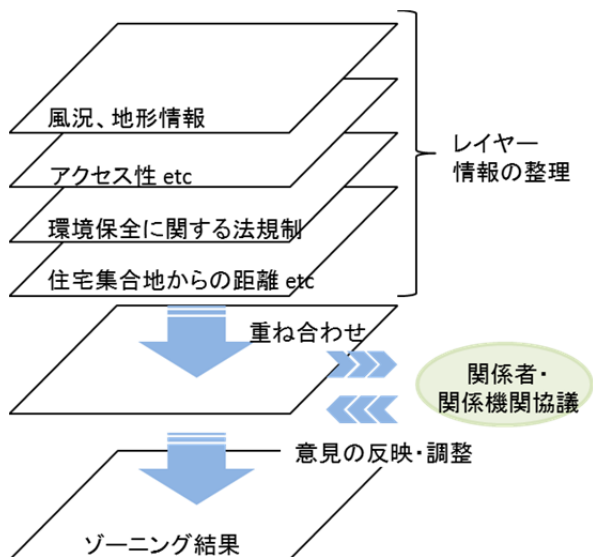 風況、地形情報
アクセス性 etc
環境保全に関する法規制
住宅集合地からの距離 etc
レイヤー
情報の整理
重ね合わせ
関係者・
関係機関協議
意見の反映・調整
ゾーニング結果